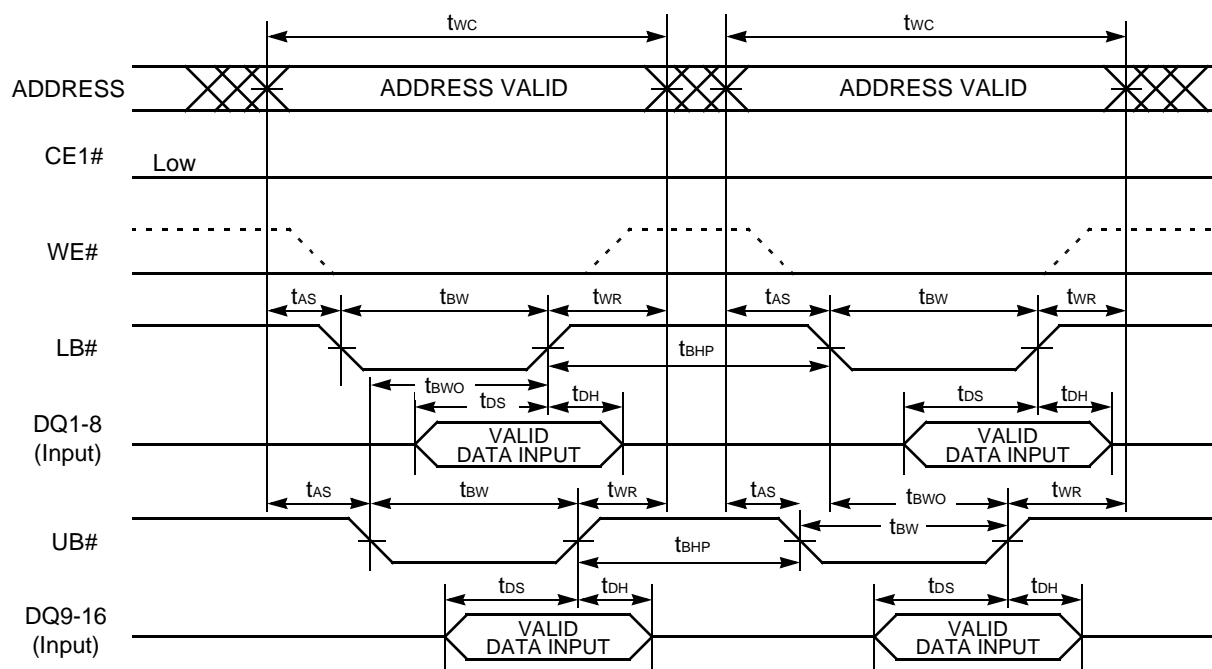 tWC tWC
ADDRESS ADDRESS VALID ADDRESS VALID
CE1# Low
WE#
tAS tBW tWR tAS tBW tWR
LB#
tBHP
tBWO
tDS tDH tDS tDH
DQ1-8
(Input)
VALID
DATA INPUT
VALID
DATA INPUT
tAS tBW tWR tAS tBWO tWR
tBW
UB#
tBHP
tDS tDH tDS tDH
DQ9-16
(Input)
VALID
DATA INPUT
VALID
DATA INPUT